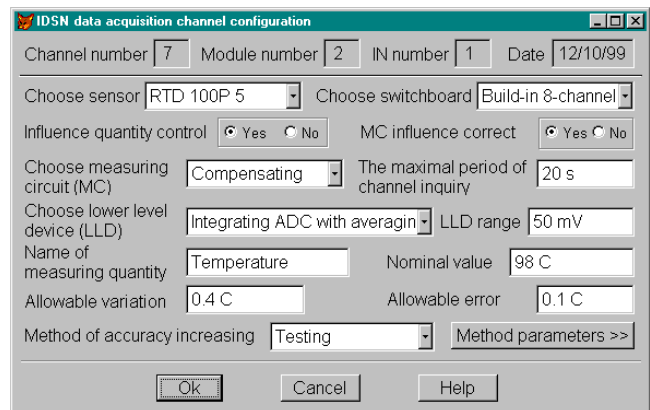 IDSN data acquisition channel configuration
Channel number 7 Module number 2 IN number 1 Date 12/10/99
Choose sensor RTD 100P 5 Choose switchboard Build-in 8-channel
Influence quantity control Yes No MC influence correct Yes No
Choose measuring circuit (MC) Compensating The maximal period of channel inquiry 20 s
Choose lower level device (LLD) Integrating ADC with averagin LLD range 50 mV
Name of measuring quantity Temperature Nominal value 98 C
Allowable variation 0.4 C Allowable error 0.1 C
Method of accuracy increasing Testing Method parameters >>
Ok Cancel Help